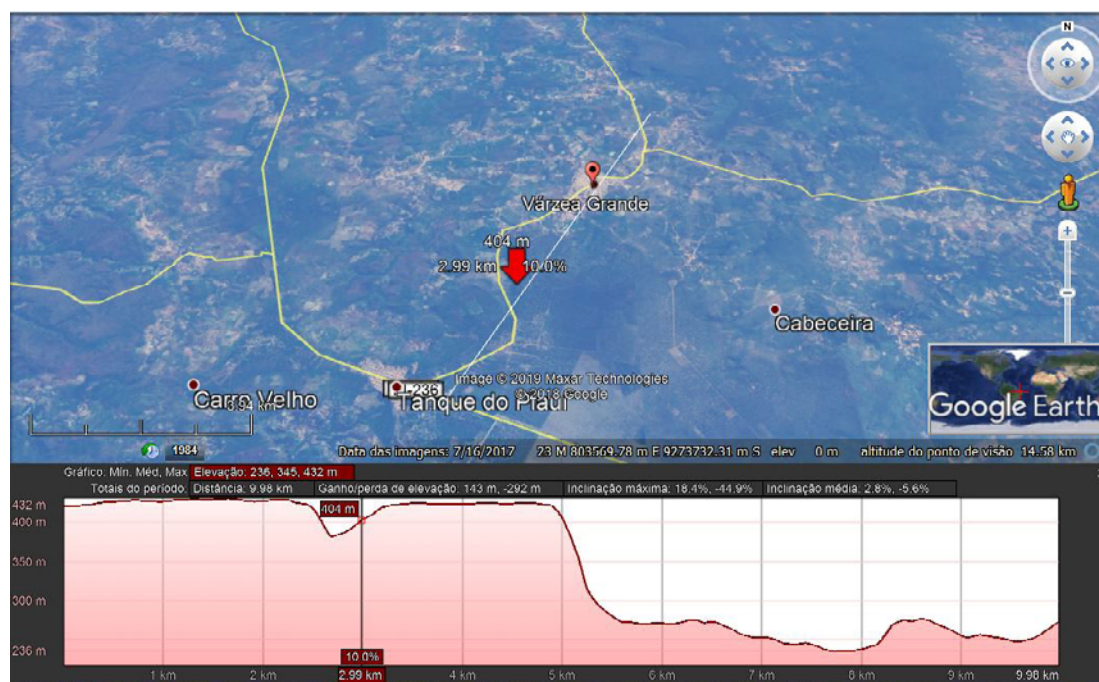 N
Várzea Grande
404 m
2.99 km 10.0%
Cabeceira
Carro Velho
Tanque do Piauí
Image © 2019 Maxar Technologies
© 2018 Google
Google Earth
1984
Data das imagens: 7/16/2017 23 M 803569.78 m E 9273732.31 m S elev 0 m altitude do ponto de visão 14.58 km
Gráfico: Mín, Méd, Max Elevação: 236, 345, 432 m
Totais do período: Distância: 9.98 km Ganho/perda de elevação: 143 m, -292 m Inclinação máxima: 18.4%, -44.9% Inclinação média: 2.8%, -5.6%
432 m
404 m
400 m
350 m
300 m
236 m
10.0%
1 km 2 km 2.99 km 4 km 5 km 6 km 7 km 8 km 9 km 9.98 km